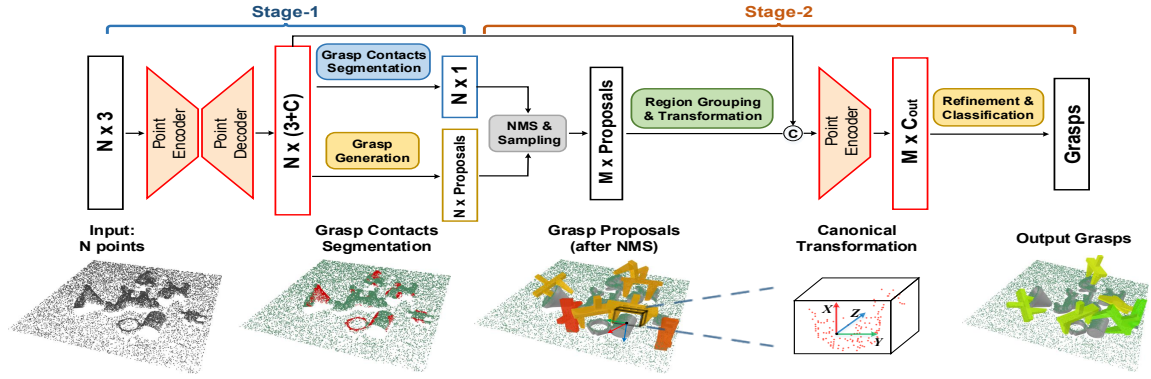 Stage-1
Stage-2
N x 3
Point
Encoder
Point
Decoder
N x (3+C)
Grasp Contacts
Segmentation
Grasp
Generation
N x 1
N x Proposals
NMS &
Sampling
M x Proposals
Region Grouping
& Transformation
C
Point
Encoder
M x Cout
Refinement &
Classification
Grasps
Input:
N points
Grasp Contacts
Segmentation
Grasp Proposals
(after NMS)
Canonical
Transformation
Output Grasps
X
Z
Y